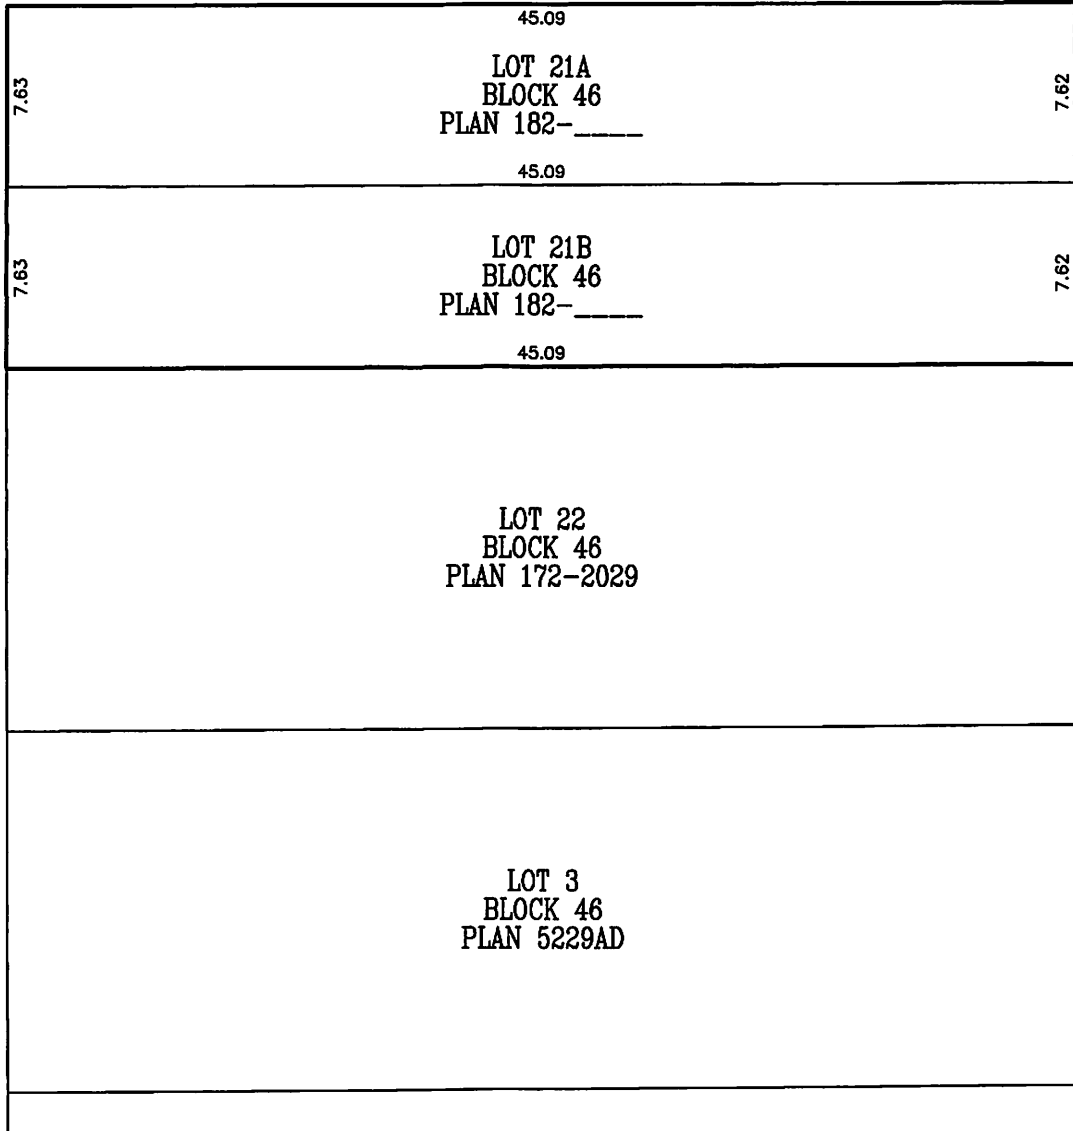 45.09
LOT 21A
BLOCK 46
PLAN 182-____
7.63
7.62
45.09
LOT 21B
BLOCK 46
PLAN 182-____
7.63
7.62
45.09
LOT 22
BLOCK 46
PLAN 172-2029
LOT 3
BLOCK 46
PLAN 5229AD